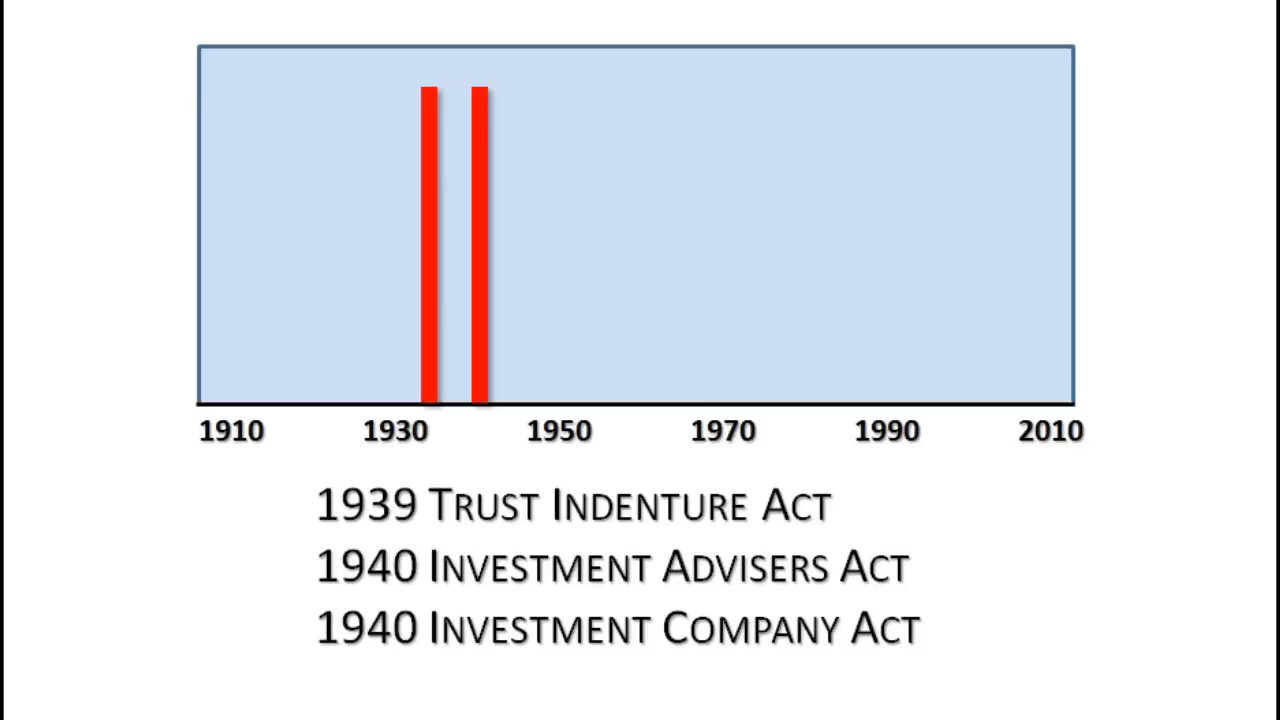 1910 1930 1950 1970 1990 2010
1939 TRUST INDENTURE ACT
1940 INVESTMENT ADVISERS ACT
1940 INVESTMENT COMPANY ACT